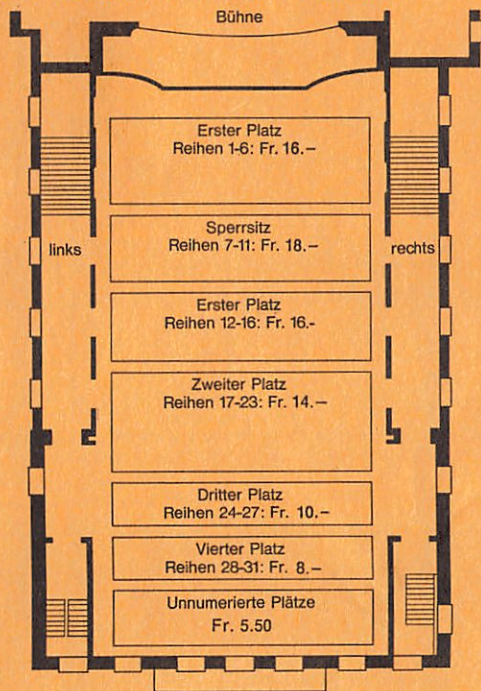 Bühne
Erster Platz
Reihen 1-6: Fr. 16.–
Sperrsitz
Reihen 7-11: Fr. 18.–
links
rechts
Erster Platz
Reihen 12-16: Fr. 16.-
Zweiter Platz
Reihen 17-23: Fr. 14.–
Dritter Platz
Reihen 24-27: Fr. 10.–
Vierter Platz
Reihen 28-31: Fr. 8.–
Unnumerierte Plätze
Fr. 5.50